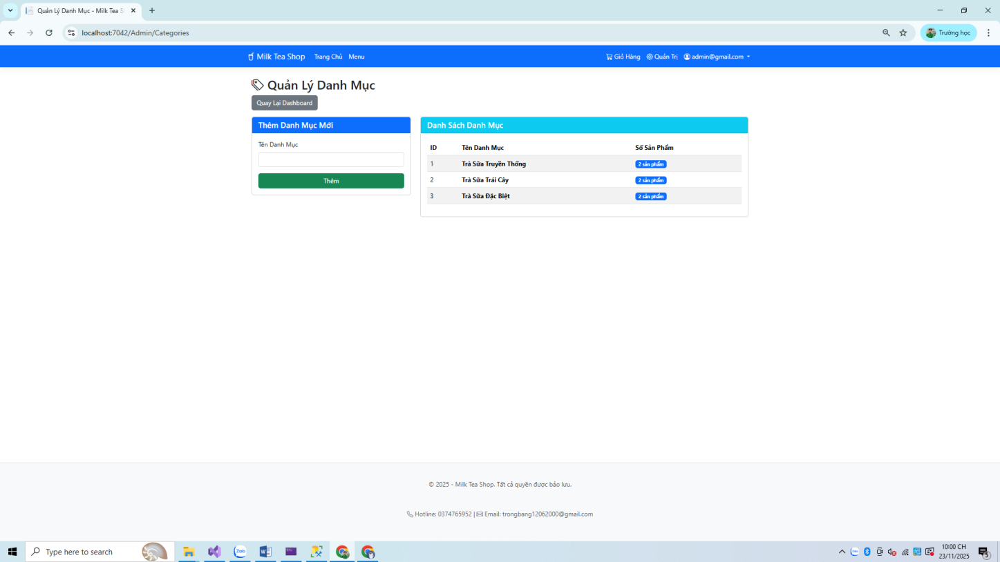 Quản Lý Danh Mục - Milk Tea S
localhost:7042/Admin/Categories
Trường học
Milk Tea Shop Trang Chủ Menu Giỏ Hàng Quản Trị admin@gmail.com
Quản Lý Danh Mục
Quay Lại Dashboard
Thêm Danh Mục Mới
Tên Danh Mục
Thêm
Danh Sách Danh Mục
ID Tên Danh Mục Số Sản Phẩm
1 Trà Sữa Truyền Thống 2 sản phẩm
2 Trà Sữa Trái Cây 2 sản phẩm
3 Trà Sữa Đặc Biệt 2 sản phẩm
© 2025 - Milk Tea Shop. Tất cả quyền được bảo lưu.
Hotline: 0374765952 | Email: trongbang12062000@gmail.com
Type here to search
Zalo
10:00 CH
23/11/2025
5